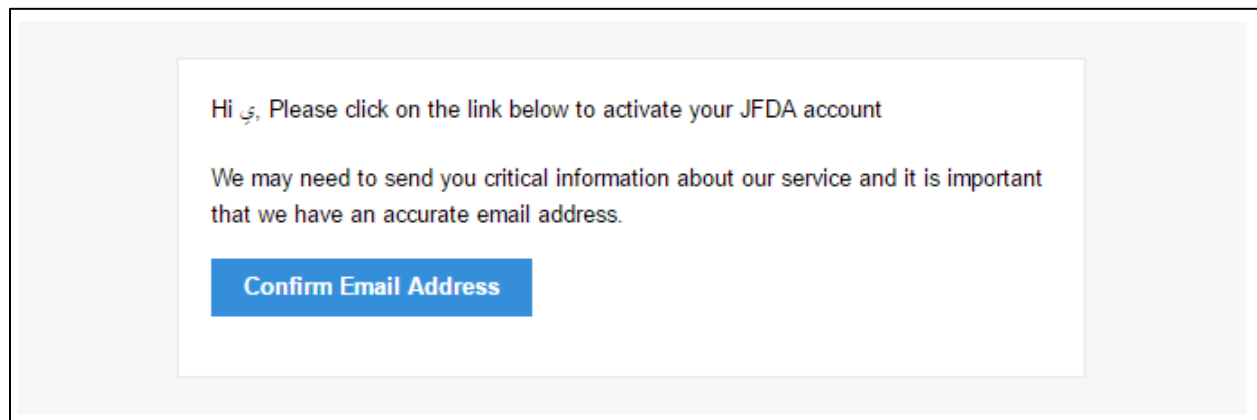 Hi يٍ, Please click on the link below to activate your JFDA account
We may need to send you critical information about our service and it is important
that we have an accurate email address.
Confirm Email Address